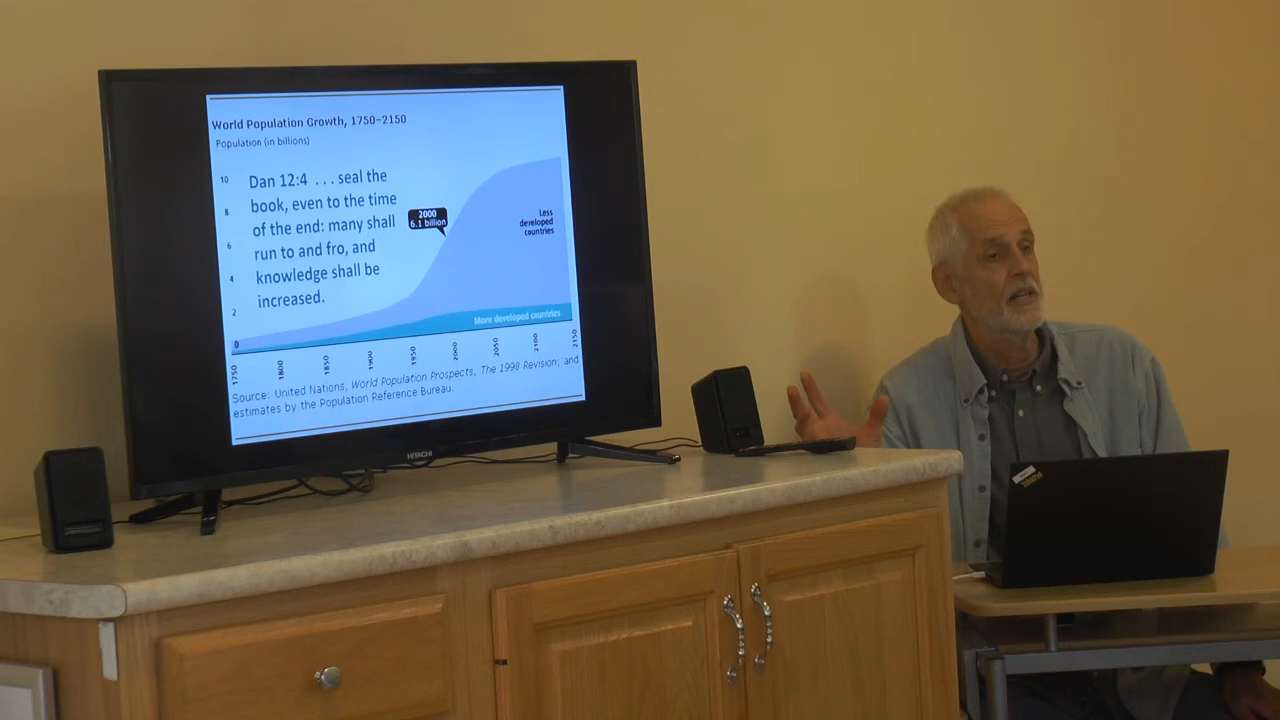 World Population Growth, 1750-2150
Population (in billions)
10
8
6
4
2
0
Dan 12:4 . . . seal the
book, even to the time
of the end: many shall
run to and fro, and
knowledge shall be
increased.
2000
6.1 billion
Less
developed
countries
More developed countries
1750
1800
1850
1900
1950
2000
2050
2100
2150
Source: United Nations, World Population Prospects, The 1998 Revision; and
estimates by the Population Reference Bureau.
HITACHI